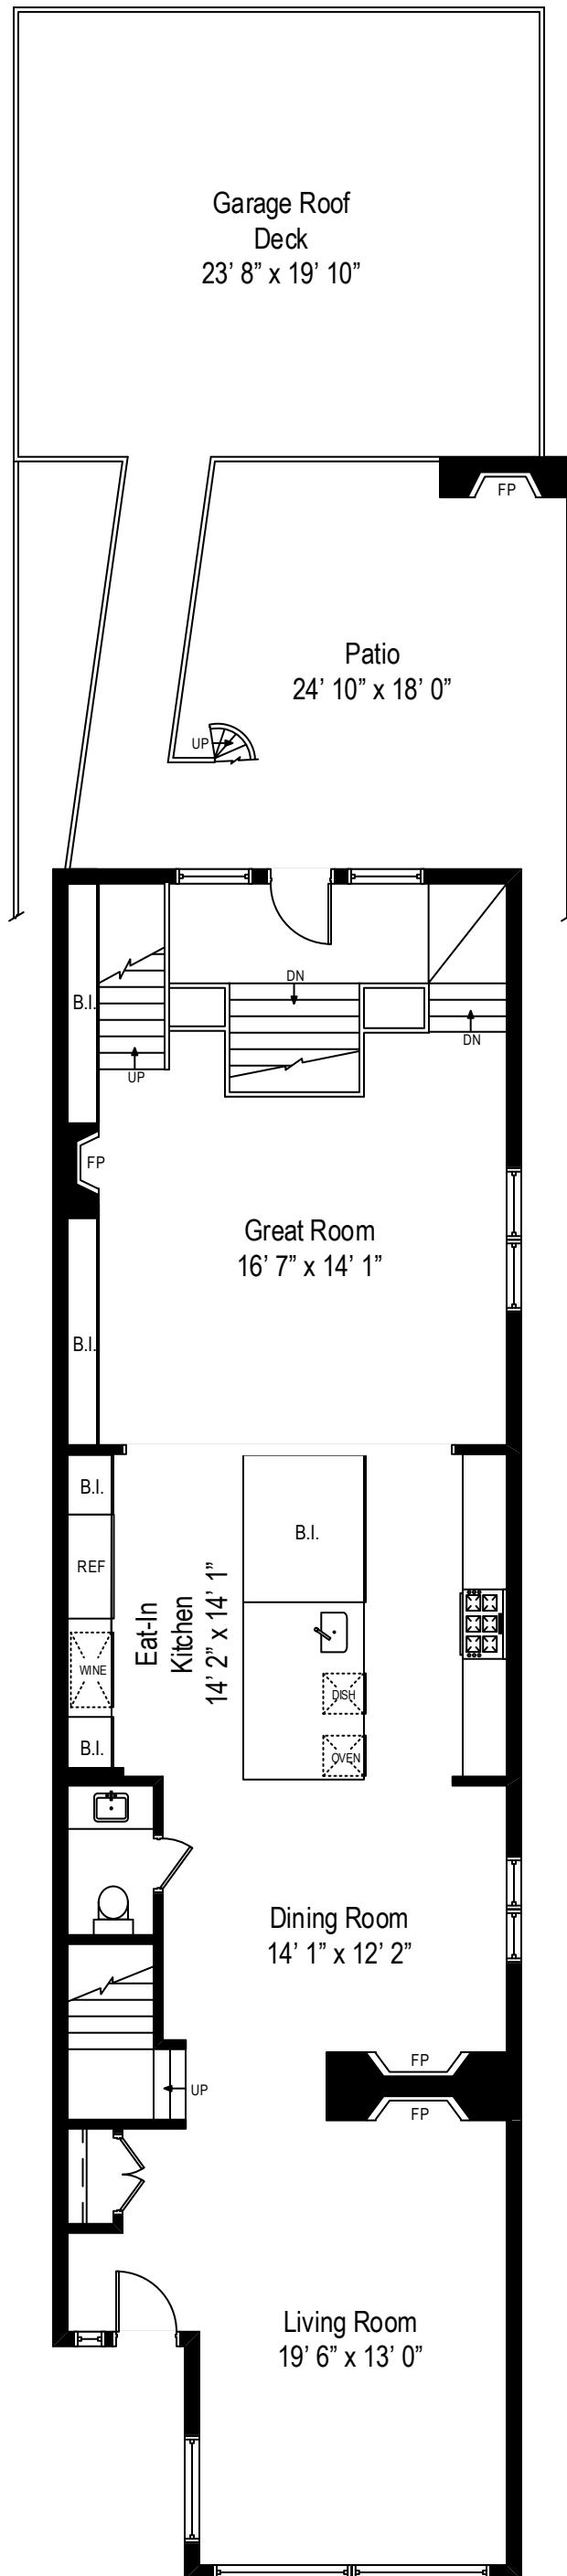 Garage Roof
Deck
23’ 8” x 19’ 10”
FP
Patio
24’ 10” x 18’ 0”
UP
DN
B.I.
DN
UP
FP
Great Room
16’ 7” x 14’ 1”
B.I.
B.I.
B.I.
REF
Eat-In
Kitchen
14’ 2” x 14’ 1”
WINE
DISH
B.I.
OVEN
Dining Room
14’ 1” x 12’ 2”
FP
UP
FP
Living Room
19’ 6” x 13’ 0”